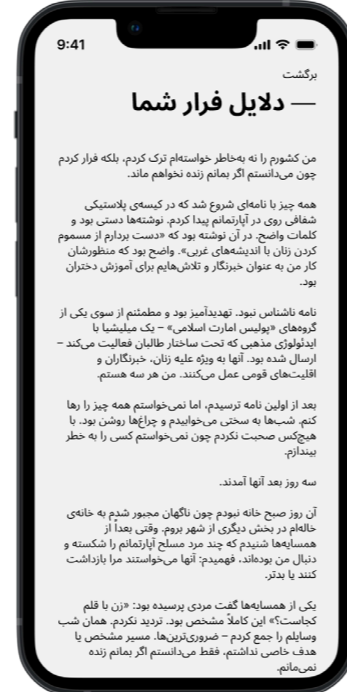 9:41
برگشت
— دلایل فرار شما
من کشورم را نه به‌خاطر خواسته‌ام ترک کردم، بلکه فرار کردم
چون می‌دانستم اگر بمانم زنده نخواهم ماند.
همه چیز با نامه‌ای شروع شد که در کیسه‌ی پلاستیکی
شفافی روی در آپارتمانم پیدا کردم. نوشته‌ها دستی بود و
کلمات واضح. در آن نوشته بود که «دست بردارم از مسموم
کردن زنان با اندیشه‌های غربی». واضح بود که منظورشان
کار من به عنوان خبرنگار و تلاش‌هایم برای آموزش دختران
بود.
نامه ناشناس نبود. تهدیدآمیز بود و مطمئنم از سوی یکی از
گروه‌های «پولیس امارت اسلامی» – یک میلیشیا با
ایدئولوژی مذهبی که تحت ساختار طالبان فعالیت می‌کند –
ارسال شده بود. آنها به ویژه علیه زنان، خبرنگاران و
اقلیت‌های قومی عمل می‌کنند. من هر سه هستم.
بعد از اولین نامه ترسیدم، اما نمی‌خواستم همه چیز را رها
کنم. شب‌ها به سختی می‌خوابیدم و چراغ‌ها روشن بود. با
هیچ‌کس صحبت نکردم چون نمی‌خواستم کسی را به خطر
بیندازم.
سه روز بعد آنها آمدند.
آن روز صبح خانه نبودم چون ناگهان مجبور شدم به خانه‌ی
خاله‌ام در بخش دیگری از شهر بروم. وقتی بعداً از
همسایه‌ها شنیدم که چند مرد مسلح آپارتمانم را شکسته و
دنبال من بوده‌اند، فهمیدم: آنها می‌خواستند مرا بازداشت
کنند یا بدتر.
یکی از همسایه‌ها گفت مردی پرسیده بود: «زن با قلم
کجاست؟» این کاملاً مشخص بود. تردید نکردم. همان شب
وسایلم را جمع کردم – ضروری‌ترین‌ها. مسیر مشخص یا
هدف خاصی نداشتم، فقط می‌دانستم اگر بمانم زنده
نمی‌مانم.